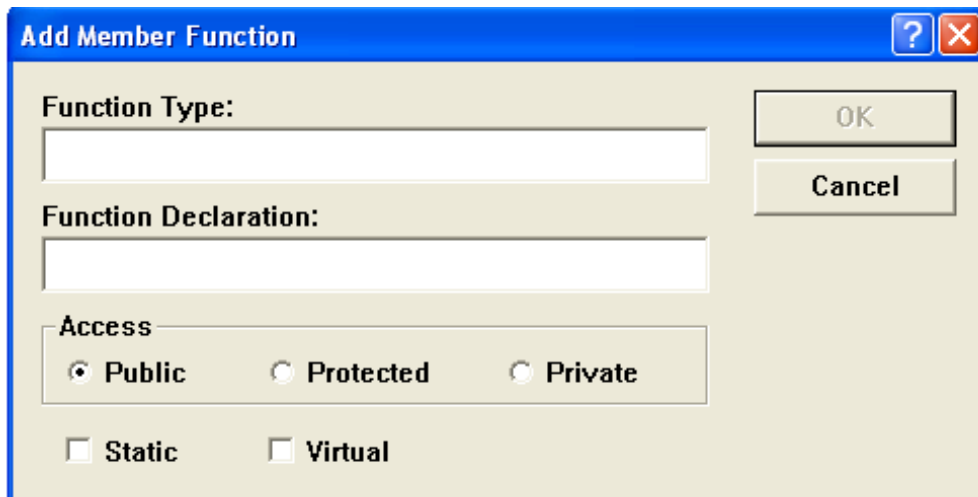 Add Member Function
Function Type:
OK
Cancel
Function Declaration:
Access
Public Protected Private
Static Virtual